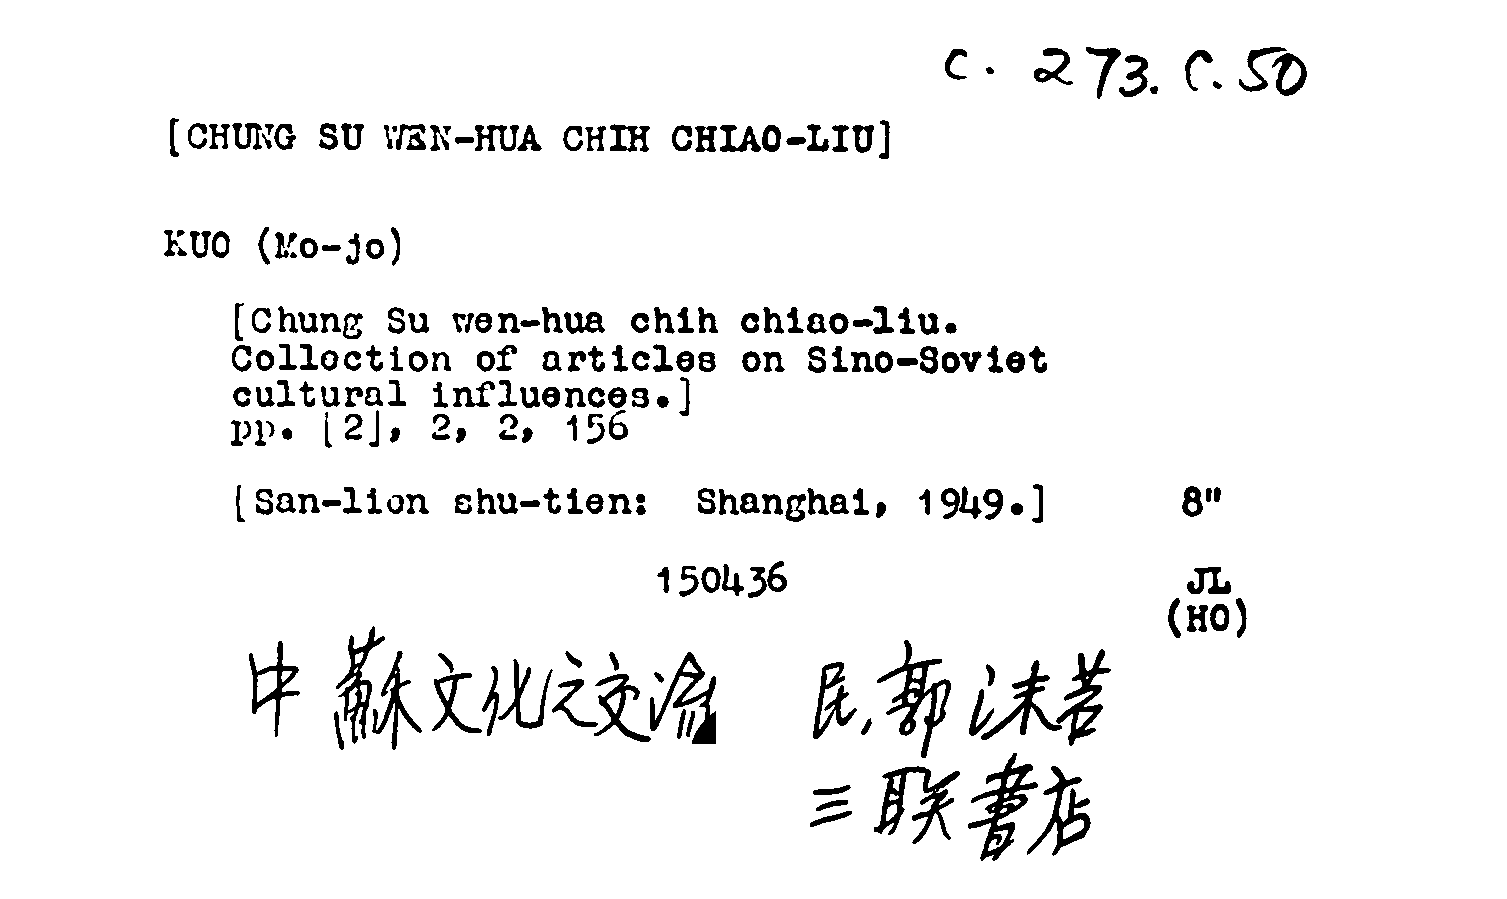 C. 273. C. 50
[CHUNG SU WEN-HUA CHIH CHIAO-LIU]
KUO (Mo-jo)
[Chung Su wen-hua chih chiao-liu.
Collection of articles on Sino-Soviet
cultural influences.]
pp. [2], 2, 2, 156
[San-lien shu-tien: Shanghai, 1949.] 8"
150436 JL
(HO)
中蘇文化之交流 民.郭沫若
三联書店